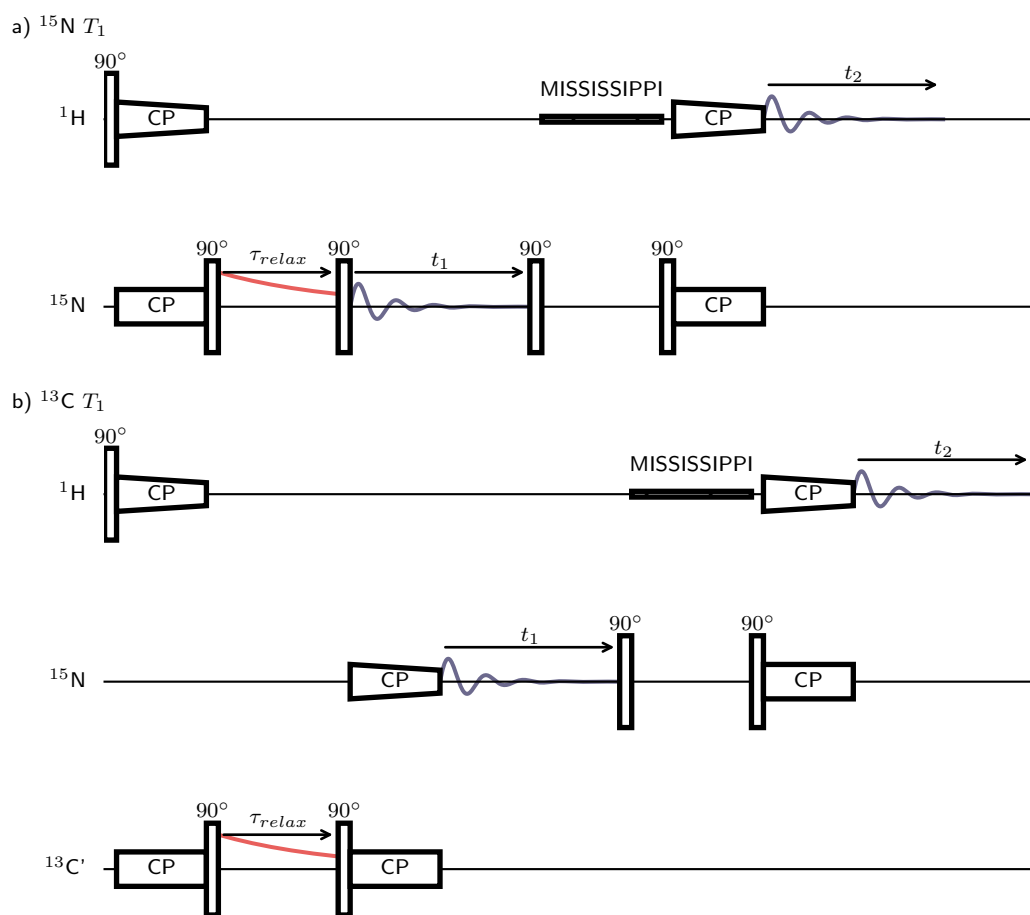 a) ¹⁵N T₁
90°
¹H
CP
MISSISSIPPI
CP
t₂
¹⁵N
CP
90°
τ_relax
90°
t₁
90°
90°
CP
b) ¹³C T₁
90°
¹H
CP
MISSISSIPPI
CP
t₂
¹⁵N
CP
t₁
90°
90°
CP
¹³C'
CP
90°
τ_relax
90°
CP